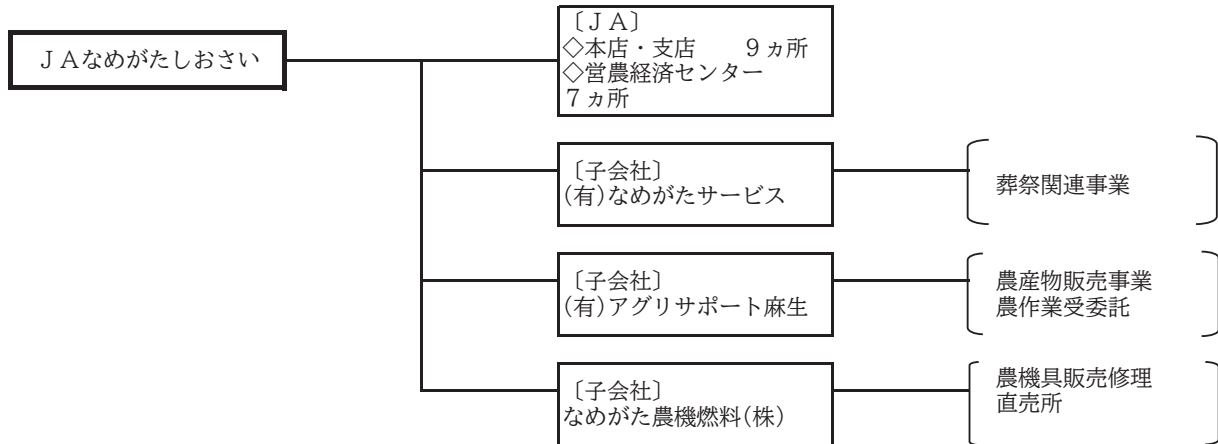 ＪＡなめがたしおさい
〔ＪＡ〕
◇本店・支店　　９ヵ所
◇営農経済センター
７ヵ所
〔子会社〕
(有)なめがたサービス
葬祭関連事業
〔子会社〕
(有)アグリサポート麻生
農産物販売事業
農作業受委託
〔子会社〕
なめがた農機燃料(株)
農機具販売修理
直売所